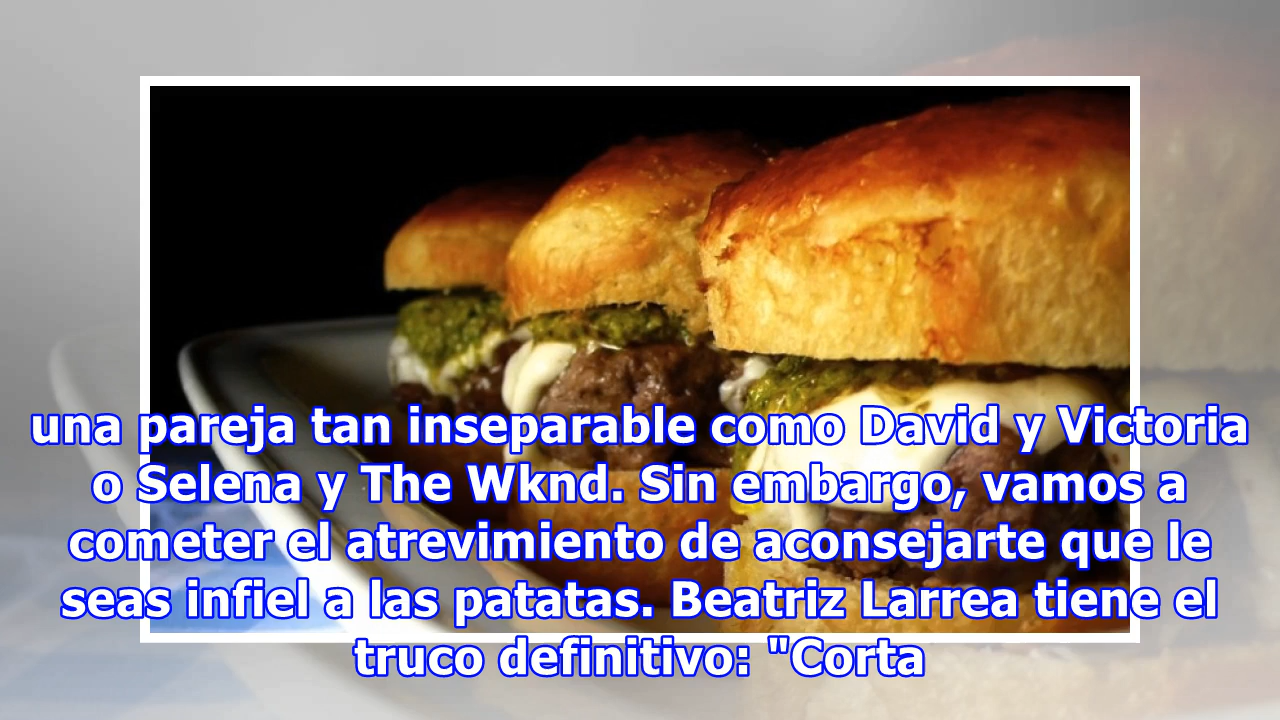 una pareja tan inseparable como David y Victoria
o Selena y The Wknd. Sin embargo, vamos a
cometer el atrevimiento de aconsejarte que le
seas infiel a las patatas. Beatriz Larrea tiene el
truco definitivo: "Corta